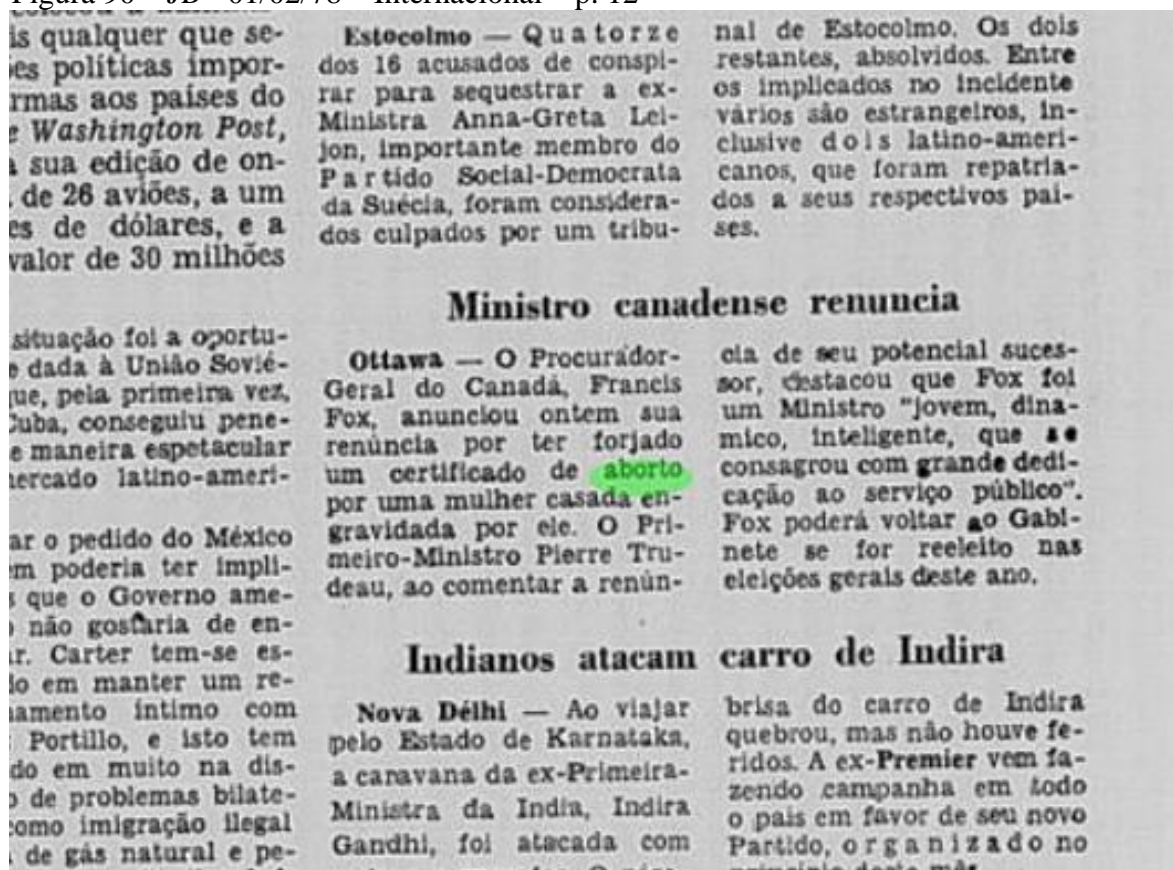 Figura 90 - JB - 01/02/78 - Internacional - p. 12
is qualquer que se-
es políticas impor-
rmas aos países do
e Washington Post,
a sua edição de on-
de 26 aviões, a um
es de dólares, e a
valor de 30 milhões
situação foi a oportu-
e dada à União Sovié-
ue, pela primeira vez,
Cuba, conseguiu pene-
e maneira espetacular
ercado latino-ameri-
ar o pedido do México
em poderia ter impli-
s que o Governo ame-
o não gostaria de en-
r. Carter tem-se es-
do em manter um re-
amento íntimo com
Portillo, e isto tem
do em muito na dis-
o de problemas bilate-
como imigração ilegal
de gás natural e pe-
Estocolmo — Quatorze
dos 16 acusados de conspi-
rar para sequestrar a ex-
Ministra Anna-Greta Lei-
jon, importante membro do
Partido Social-Democrata
da Suécia, foram considera-
dos culpados por um tribu-
nal de Estocolmo. Os dois
restantes, absolvidos. Entre
os implicados no incidente
vários são estrangeiros, in-
clusive dois latino-ameri-
canos, que foram repatria-
dos a seus respectivos paí-
ses.
Ministro canadense renuncia
Ottawa — O Procurador-
Geral do Canadá, Francis
Fox, anunciou ontem sua
renúncia por ter forjado
um certificado de aborto
por uma mulher casada en-
gravidada por ele. O Pri-
meiro-Ministro Pierre Tru-
deau, ao comentar a renún-
cia de seu potencial suces-
sor, destacou que Fox foi
um Ministro "jovem, dina-
mico, inteligente, que se
consagrou com grande dedi-
cação ao serviço público".
Fox poderá voltar ao Gabi-
nete se for reeleito nas
eleições gerais deste ano.
Indianos atacam carro de Indira
Nova Délhi — Ao viajar
pelo Estado de Karnataka,
a caravana da ex-Primeira-
Ministra da India, Indira
Gandhi, foi atacada com
brisa do carro de Indira
quebrou, mas não houve fe-
ridos. A ex-Premier vem fa-
zendo campanha em todo
o país em favor de seu novo
Partido, organizado no